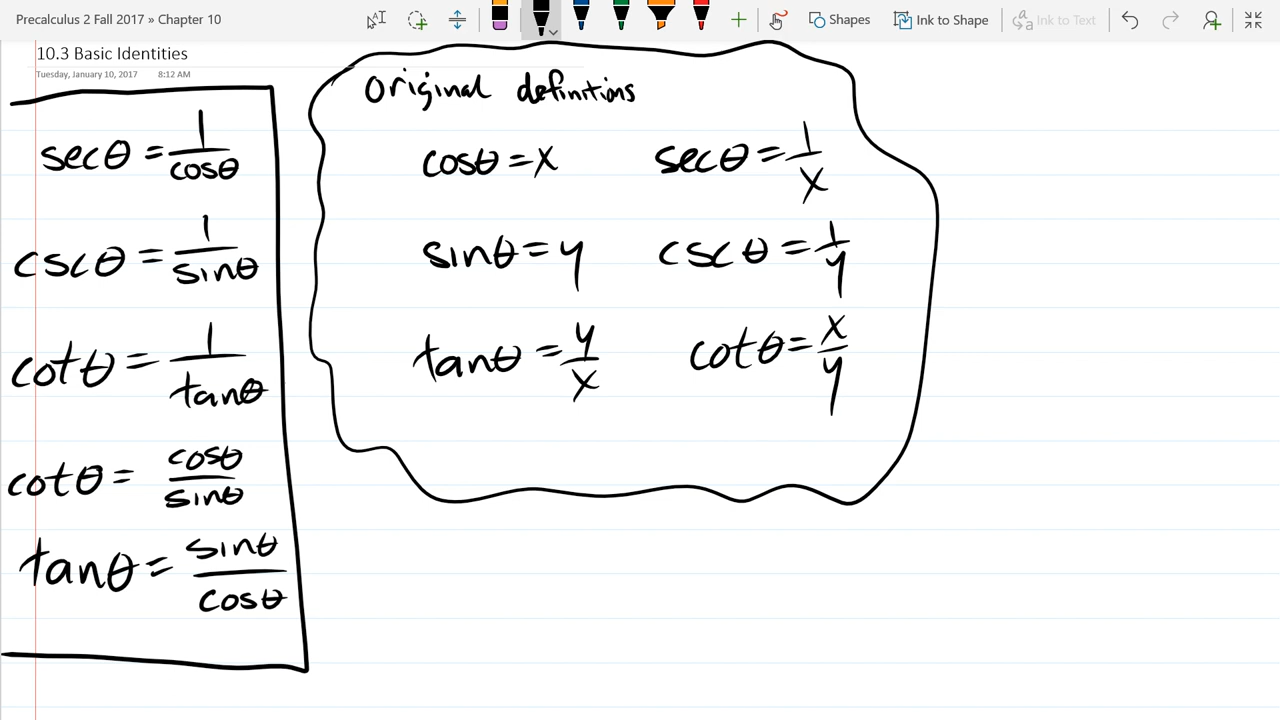 Precalculus 2 Fall 2017 » Chapter 10
Shapes
Ink to Shape
Ink to Text
10.3 Basic Identities
Tuesday, January 10, 2017 8:12 AM
secθ = 1/cosθ
cscθ = 1/sinθ
cotθ = 1/tanθ
cotθ = cosθ/sinθ
tanθ = sinθ/cosθ
Original definitions
cosθ = x secθ = 1/x
sinθ = y cscθ = 1/y
tanθ = y/x cotθ = x/y